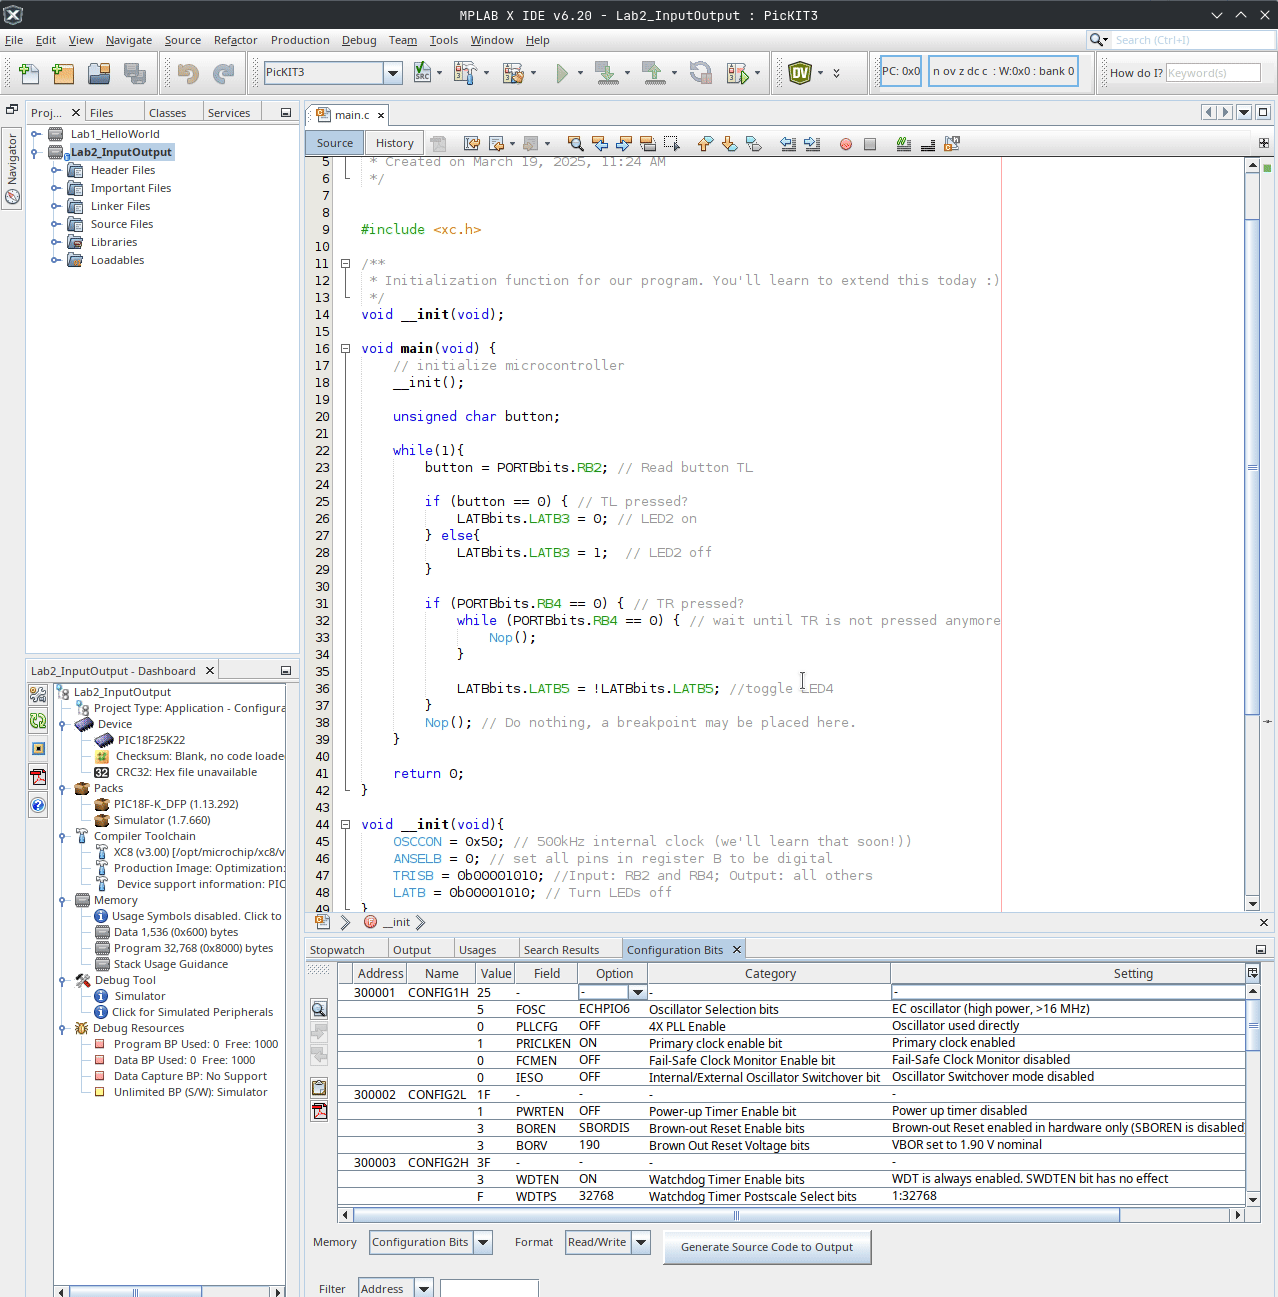 MPLAB X IDE v6.20 - Lab2_InputOutput : PicKIT3
File Edit View Navigate Source Refactor Production Debug Team Tools Window Help
Search (Ctrl+I)
PicKIT3
PC: 0x0
n ov z dc c : W:0x0 : bank 0
How do I?
Keyword(s)
Proj...
Files
Classes
Services
Navigator
Lab1_HelloWorld
Lab2_InputOutput
Header Files
Important Files
Linker Files
Source Files
Libraries
Loadables
main.c
Source
History
5 * Created on March 19, 2025, 11:24 AM
6 */
7
8
9 #include <xc.h>
10
11 /**
12 * Initialization function for our program. You'll learn to extend this today :)
13 */
14 void __init(void);
15
16 void main(void) {
17 // initialize microcontroller
18 __init();
19
20 unsigned char button;
21
22 while(1){
23 button = PORTBbits.RB2; // Read button TL
24
25 if (button == 0) { // TL pressed?
26 LATBbits.LATB3 = 0; // LED2 on
27 } else{
28 LATBbits.LATB3 = 1; // LED2 off
29 }
30
31 if (PORTBbits.RB4 == 0) { // TR pressed?
32 while (PORTBbits.RB4 == 0) { // wait until TR is not pressed anymore
33 Nop();
34 }
35
36 LATBbits.LATB5 = !LATBbits.LATB5; //toggle LED4
37 }
38 Nop(); // Do nothing, a breakpoint may be placed here.
39 }
40
41 return 0;
42 }
43
44 void __init(void){
45 OSCCON = 0x50; // 500kHz internal clock (we'll learn that soon!))
46 ANSELB = 0; // set all pins in register B to be digital
47 TRISB = 0b00001010; //Input: RB2 and RB4; Output: all others
48 LATB = 0b00001010; // Turn LEDs off
49 }
__init
Lab2_InputOutput - Dashboard
Lab2_InputOutput
Project Type: Application - Configura
Device
PIC18F25K22
Checksum: Blank, no code loade
32 CRC32: Hex file unavailable
Packs
PIC18F-K_DFP (1.13.292)
Simulator (1.7.660)
Compiler Toolchain
XC8 (v3.00) [/opt/microchip/xc8/v
Production Image: Optimization:
Device support information: PIC
Memory
Usage Symbols disabled. Click to
Data 1,536 (0x600) bytes
Program 32,768 (0x8000) bytes
Stack Usage Guidance
Debug Tool
Simulator
Click for Simulated Peripherals
Debug Resources
Program BP Used: 0 Free: 1000
Data BP Used: 0 Free: 1000
Data Capture BP: No Support
Unlimited BP (S/W): Simulator
Stopwatch
Output
Usages
Search Results
Configuration Bits
Address Name Value Field Option Category Setting
300001 CONFIG1H 25 - - - -
5 FOSC ECHPIO6 Oscillator Selection bits EC oscillator (high power, >16 MHz)
0 PLLCFG OFF 4X PLL Enable Oscillator used directly
1 PRICLKEN ON Primary clock enable bit Primary clock enabled
0 FCMEN OFF Fail-Safe Clock Monitor Enable bit Fail-Safe Clock Monitor disabled
0 IESO OFF Internal/External Oscillator Switchover bit Oscillator Switchover mode disabled
300002 CONFIG2L 1F - - - -
1 PWRTEN OFF Power-up Timer Enable bit Power up timer disabled
3 BOREN SBORDIS Brown-out Reset Enable bits Brown-out Reset enabled in hardware only (SBOREN is disabled
3 BORV 190 Brown Out Reset Voltage bits VBOR set to 1.90 V nominal
300003 CONFIG2H 3F - - - -
3 WDTEN ON Watchdog Timer Enable bits WDT is always enabled. SWDTEN bit has no effect
F WDTPS 32768 Watchdog Timer Postscale Select bits 1:32768
Memory Configuration Bits Format Read/Write Generate Source Code to Output
Filter Address